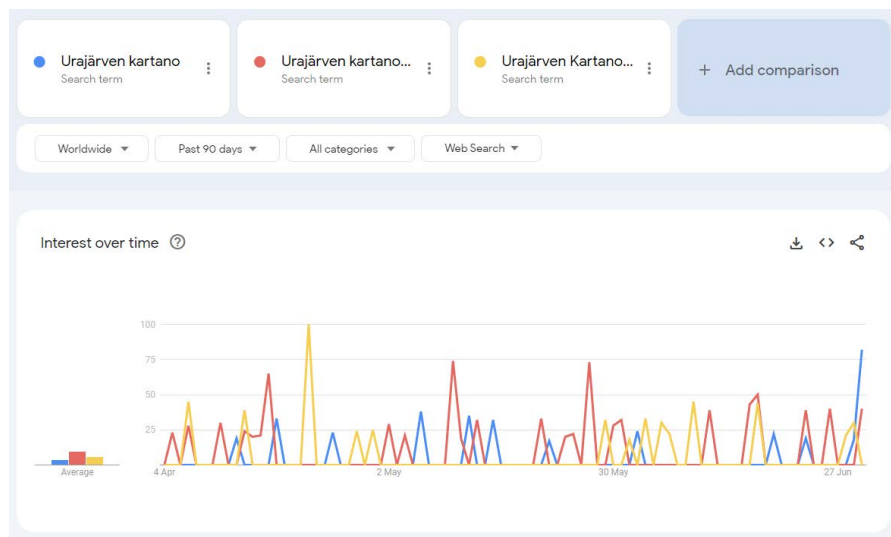 Urajärven kartano
Search term
Urajärven kartano...
Search term
Urajärven Kartano...
Search term
+ Add comparison
Worldwide
Past 90 days
All categories
Web Search
Interest over time
100
75
50
25
Average
4 Apr
2 May
30 May
27 Jun